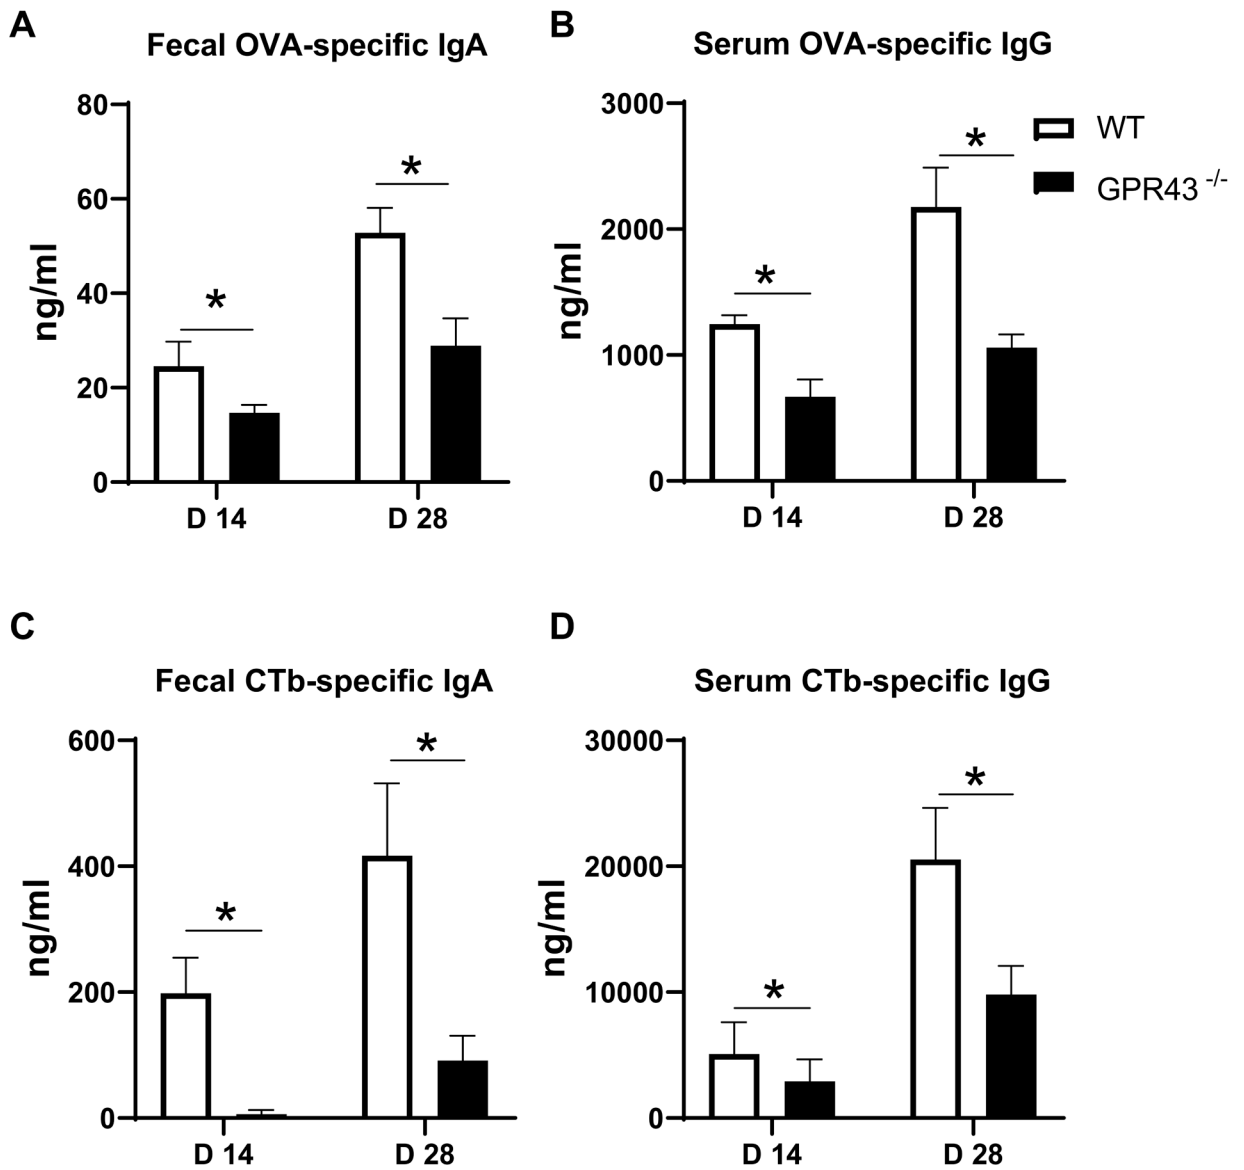 A
Fecal OVA-specific IgA
80
60
40
20
0
ng/ml
*
*
D 14
D 28
B
Serum OVA-specific IgG
3000
2000
1000
0
ng/ml
*
*
D 14
D 28
WT
GPR43 -/-
C
Fecal CTb-specific IgA
600
400
200
0
ng/ml
*
*
D 14
D 28
D
Serum CTb-specific IgG
30000
20000
10000
0
ng/ml
*
*
D 14
D 28